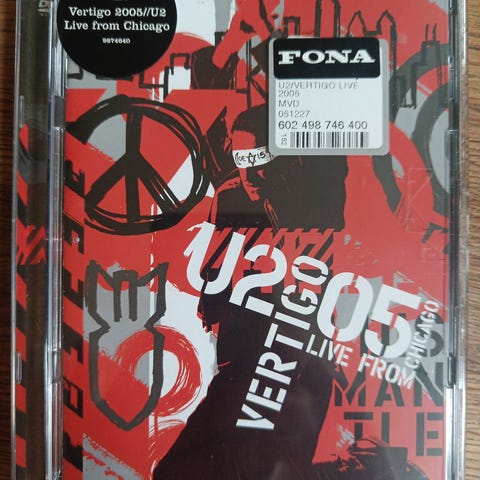 Vertigo 2005//U2
Live from Chicago
9874640
FONA
U2/VERTIGO LIVE
2005
MVD
051227
602 498 746 400
U2
VERTIGO
05
LIVE FROM
CHICAGO
MAN
TLE